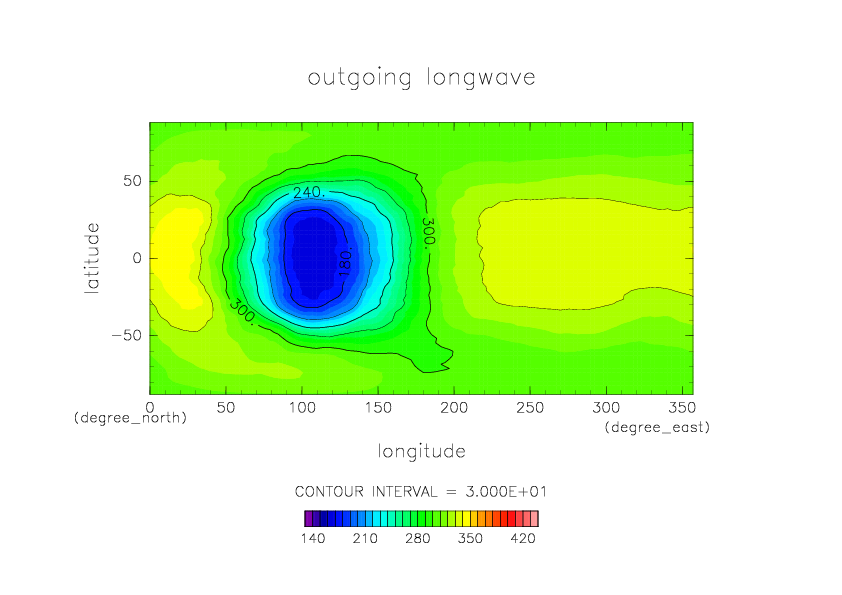 outgoing longwave
50
0
−50
latitude
240.
180.
300.
300.
0 50 100 150 200 250 300 350
(degree_north)
(degree_east)
longitude
CONTOUR INTERVAL = 3.000E+01
140 210 280 350 420